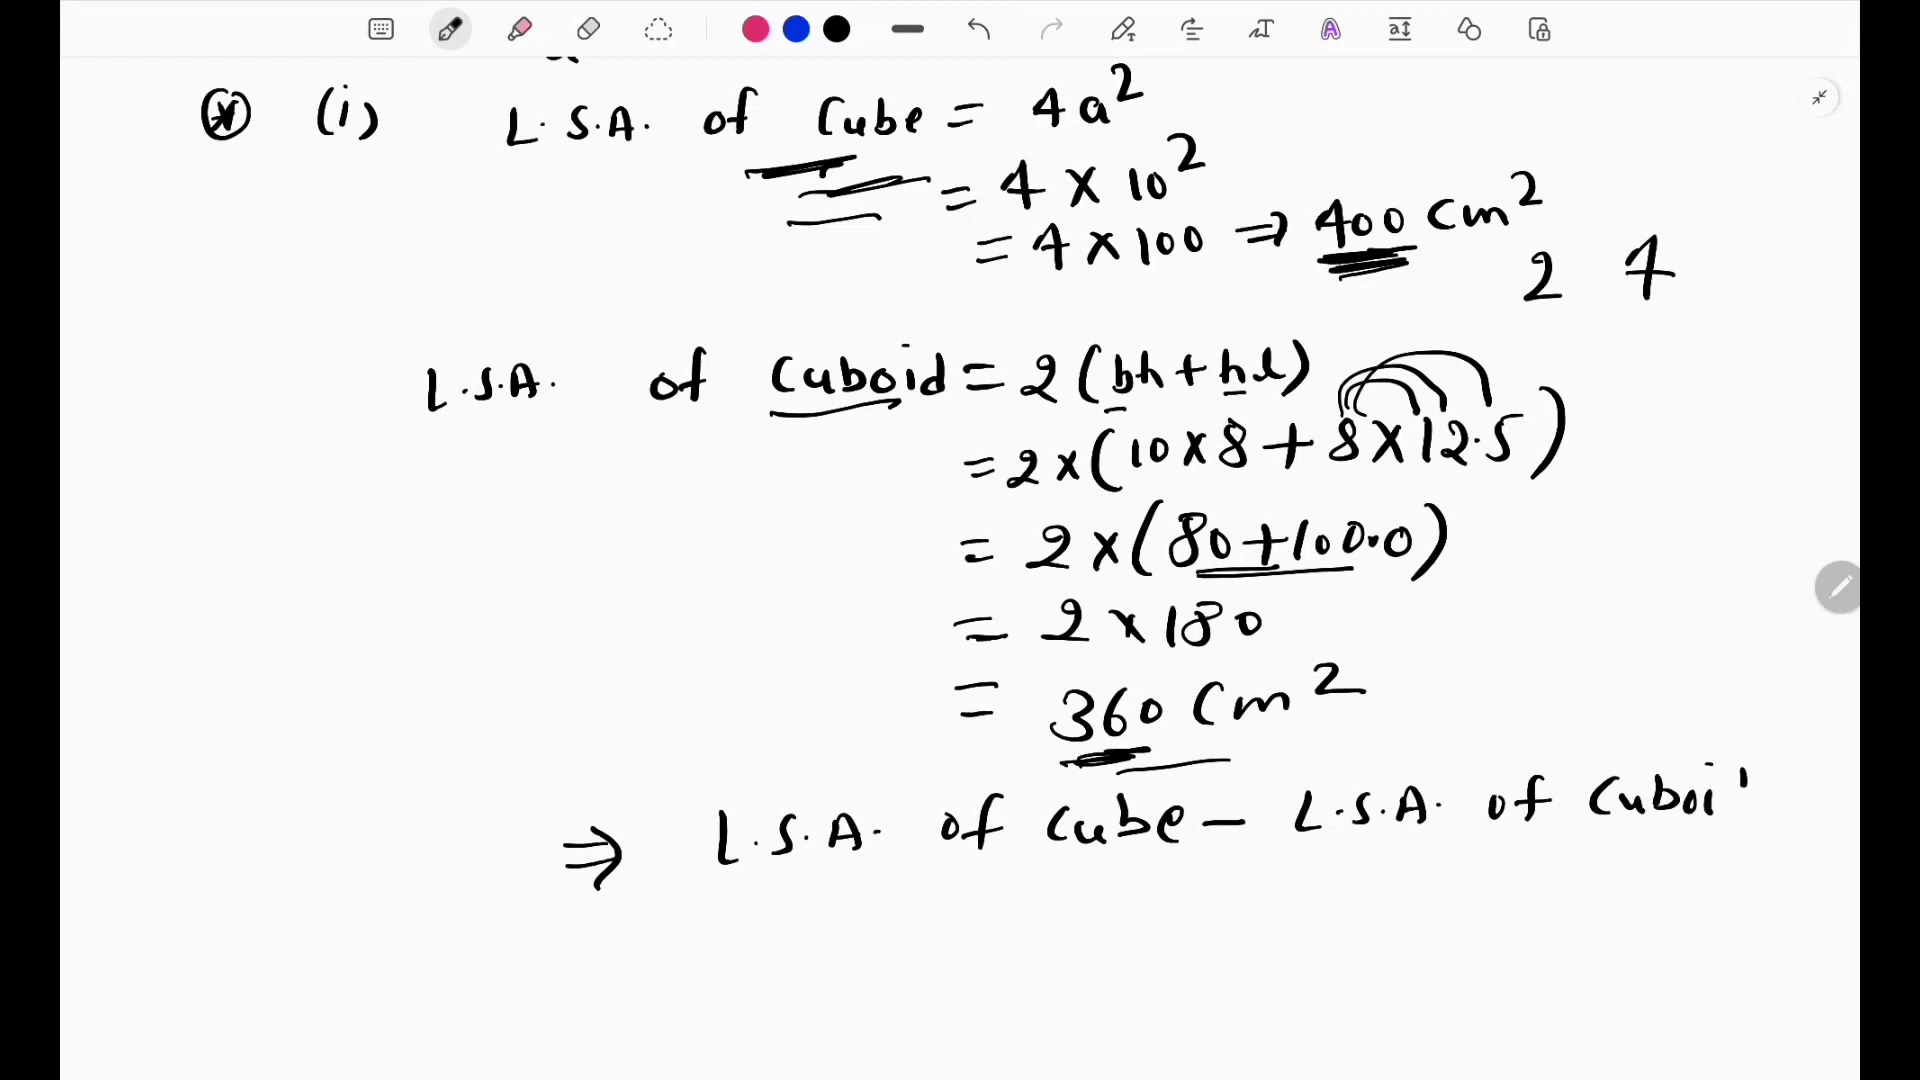 (i) L.S.A. of Cube = 4a²
= 4 × 10²
= 4 × 100 ⇒ 400 cm²
2 4
L.S.A. of Cuboid = 2(bh + hl)
= 2 × (10 × 8 + 8 × 12.5)
= 2 × (80 + 100.0)
= 2 × 180
= 360 cm²
⇒ L.S.A. of cube − L.S.A. of Cuboi